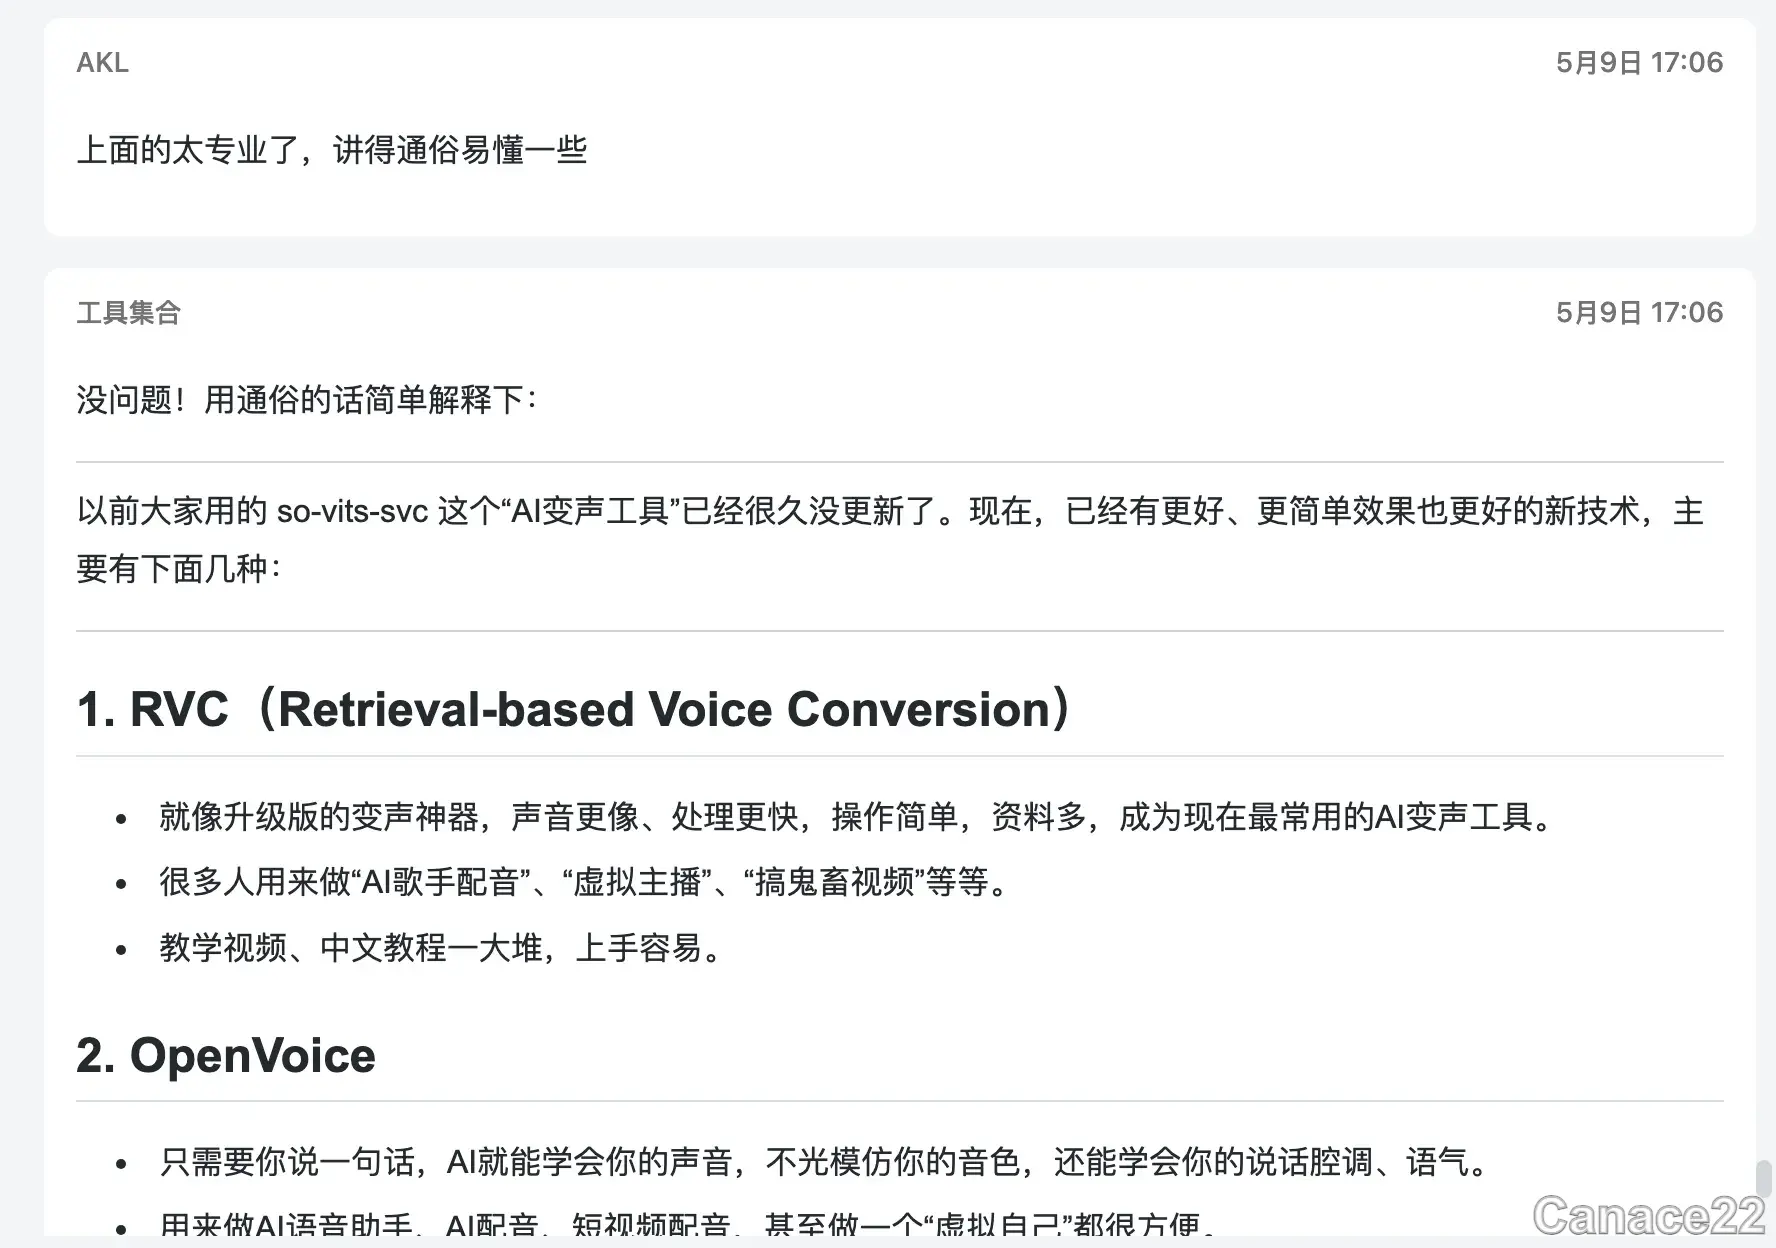 AKL
5月9日 17:06
上面的太专业了，讲得通俗易懂一些
工具集合
5月9日 17:06
没问题！用通俗的话简单解释下：
以前大家用的 so-vits-svc 这个“AI变声工具”已经很久没更新了。现在，已经有更好、更简单效果也更好的新技术，主
要有下面几种：
1. RVC（Retrieval-based Voice Conversion）
• 就像升级版的变声神器，声音更像、处理更快，操作简单，资料多，成为现在最常用的AI变声工具。
• 很多人用来做“AI歌手配音”、“虚拟主播”、“搞鬼畜视频”等等。
• 教学视频、中文教程一大堆，上手容易。
2. OpenVoice
• 只需要你说一句话，AI就能学会你的声音，不光模仿你的音色，还能学会你的说话腔调、语气。
• 用来做AI语音助手、AI配音、短视频配音，甚至做一个“虚拟自己”都很方便。
Canace22